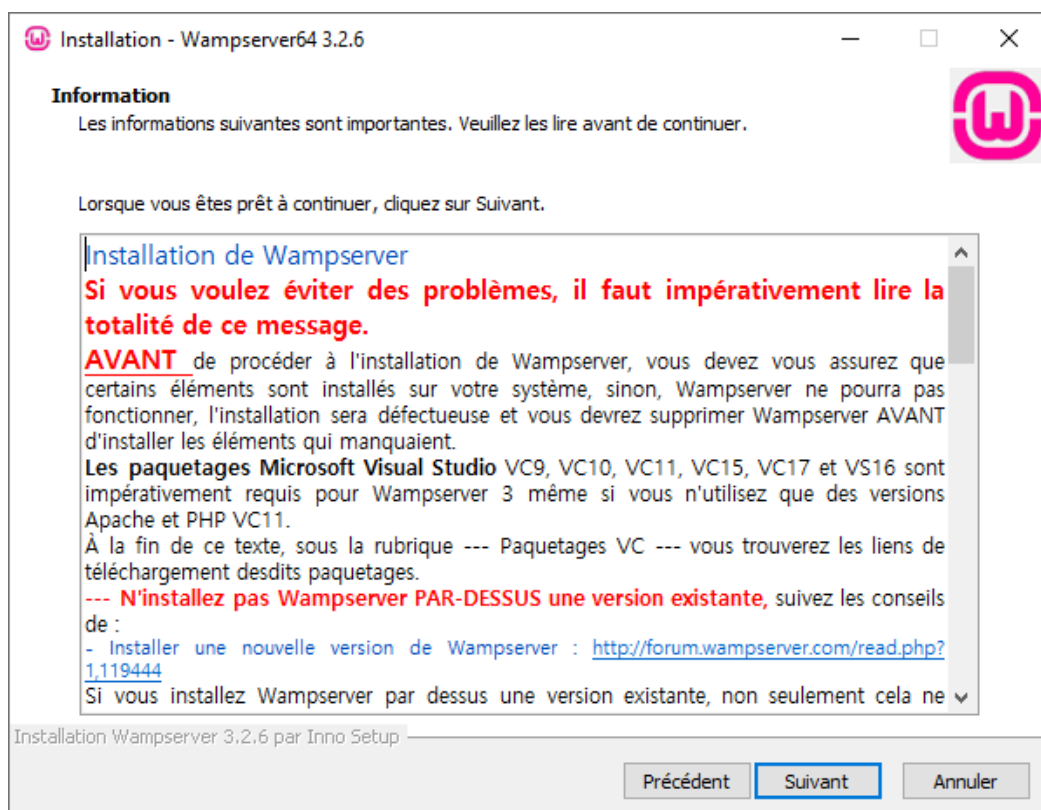 Installation - Wampserver64 3.2.6
Information
Les informations suivantes sont importantes. Veuillez les lire avant de continuer.
Lorsque vous êtes prêt à continuer, cliquez sur Suivant.
Installation de Wampserver
Si vous voulez éviter des problèmes, il faut impérativement lire la
totalité de ce message.
AVANT de procéder à l'installation de Wampserver, vous devez vous assurez que
certains éléments sont installés sur votre système, sinon, Wampserver ne pourra pas
fonctionner, l'installation sera défectueuse et vous devrez supprimer Wampserver AVANT
d'installer les éléments qui manquaient.
Les paquetages Microsoft Visual Studio VC9, VC10, VC11, VC15, VC17 et VS16 sont
impérativement requis pour Wampserver 3 même si vous n'utilisez que des versions
Apache et PHP VC11.
À la fin de ce texte, sous la rubrique --- Paquetages VC --- vous trouverez les liens de
téléchargement desdits paquetages.
--- N'installez pas Wampserver PAR-DESSUS une version existante, suivez les conseils
de :
- Installer une nouvelle version de Wampserver : http://forum.wampserver.com/read.php?
1,119444
Si vous installez Wampserver par dessus une version existante, non seulement cela ne
Installation Wampserver 3.2.6 par Inno Setup
Précédent Suivant Annuler